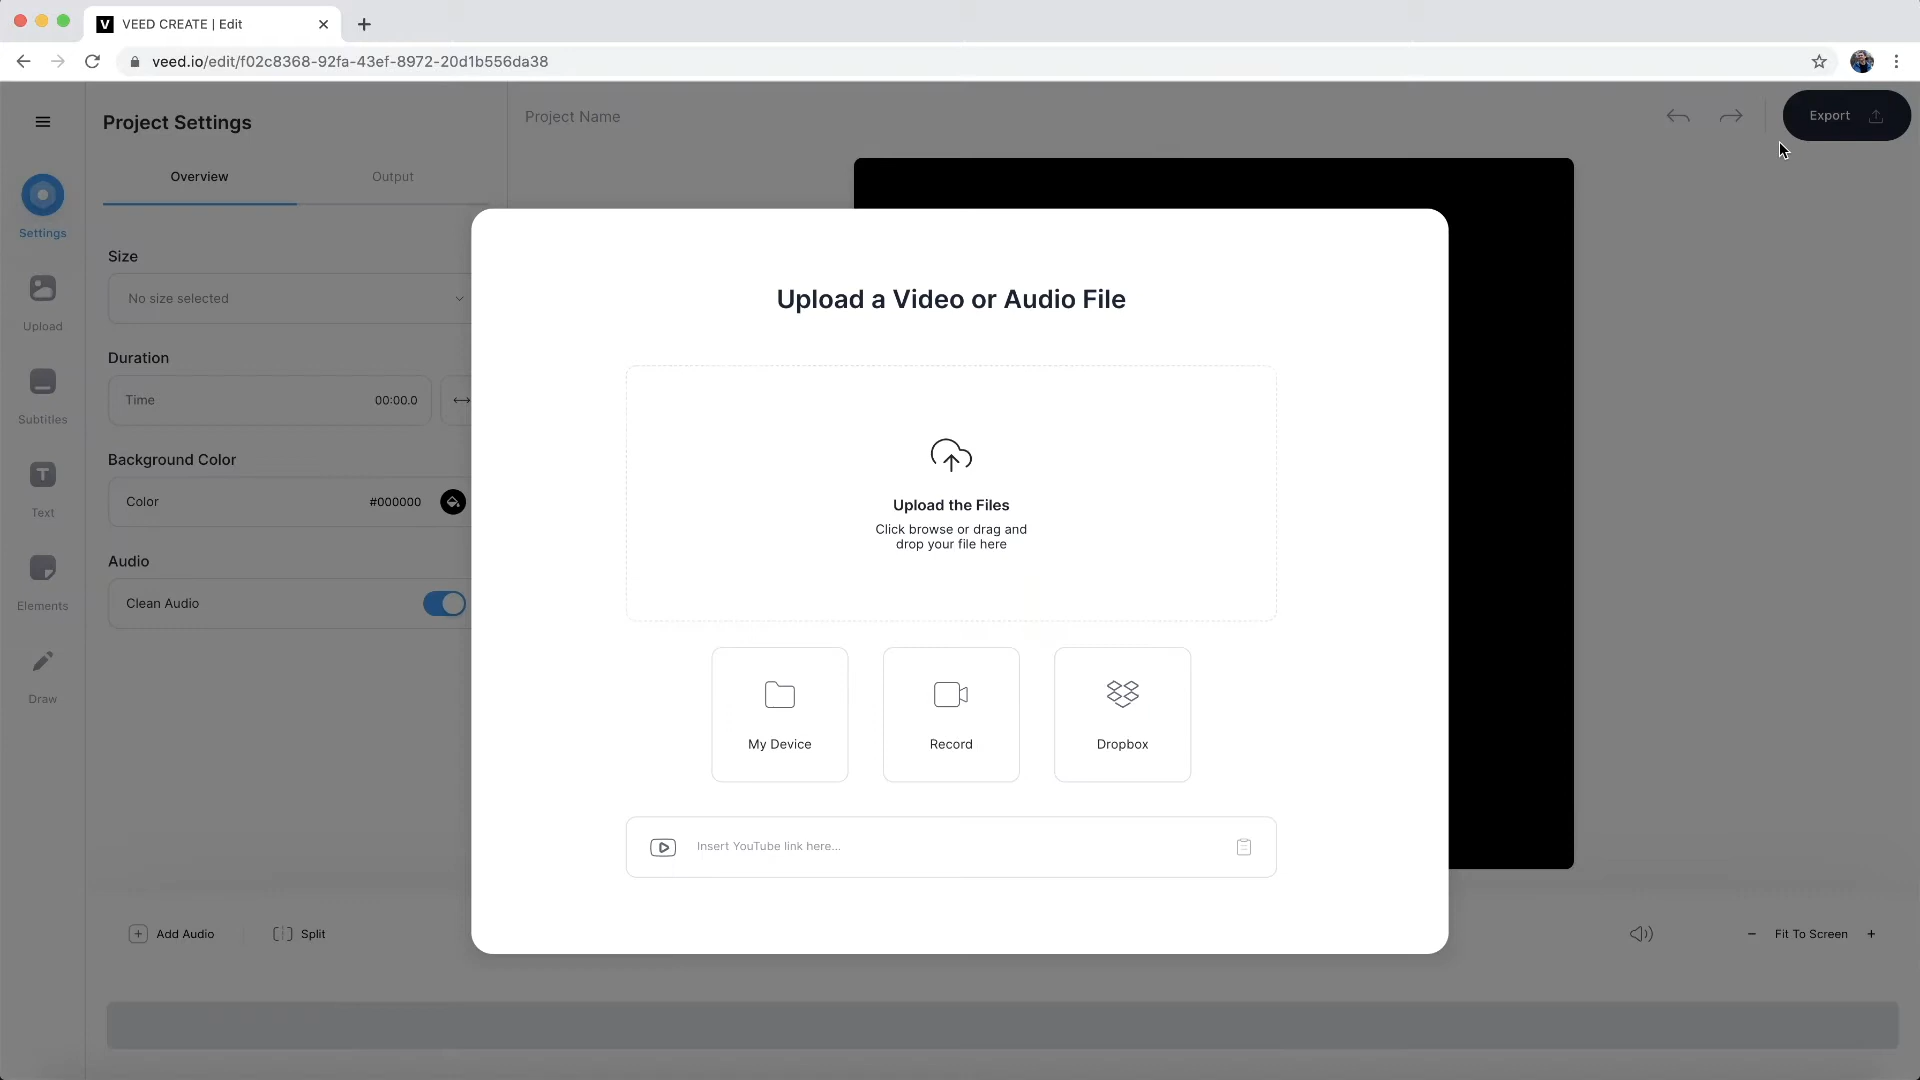 VEED CREATE | Edit
veed.io/edit/f02c8368-92fa-43ef-8972-20d1b556da38
Project Settings
Project Name
Export
Overview
Output
Settings
Size
No size selected
Upload
Duration
Time
00:00.0
Subtitles
Background Color
Color
#000000
Text
Audio
Clean Audio
Elements
Draw
Upload a Video or Audio File
Upload the Files
Click browse or drag and
drop your file here
My Device
Record
Dropbox
Insert YouTube link here...
Add Audio
Split
Fit To Screen